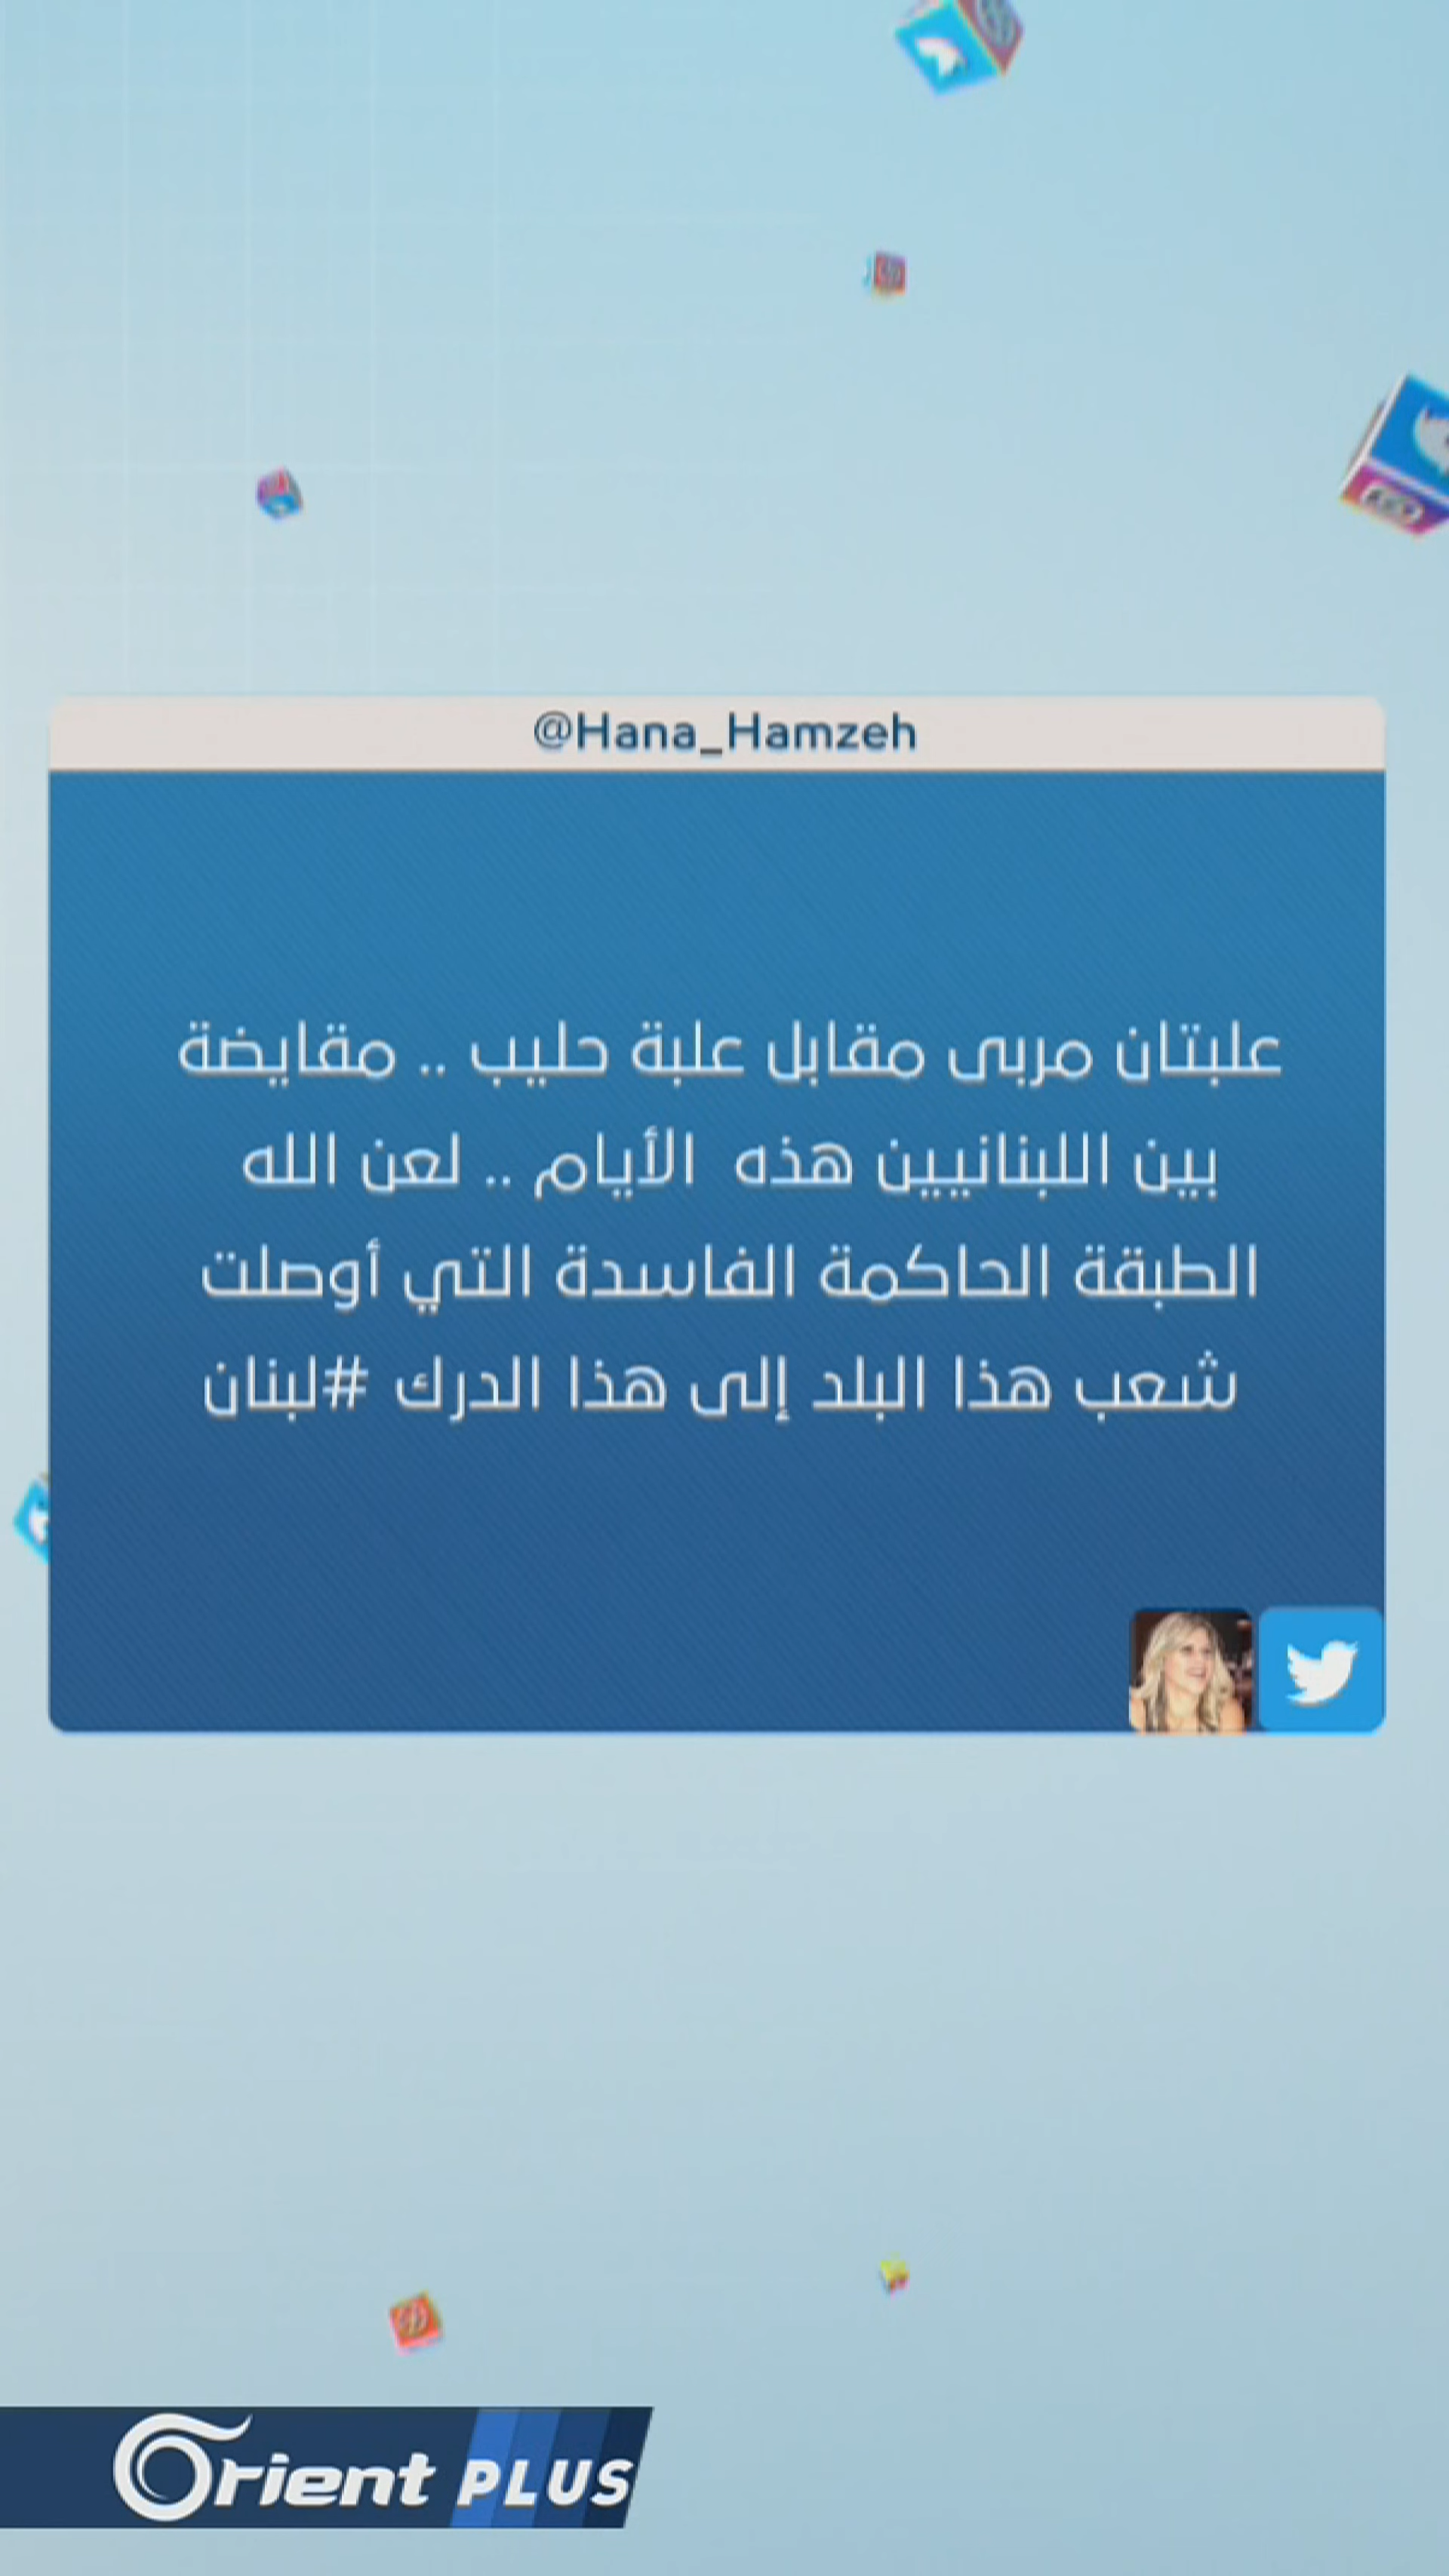 @Hana_Hamzeh
علبتان مربى مقابل علبة حليب .. مقايضة
بين اللبنانيين هذه الأيام .. لعن الله
الطبقة الحاكمة الفاسدة التي أوصلت
شعب هذا البلد إلى هذا الدرك #لبنان
Orient PLUS